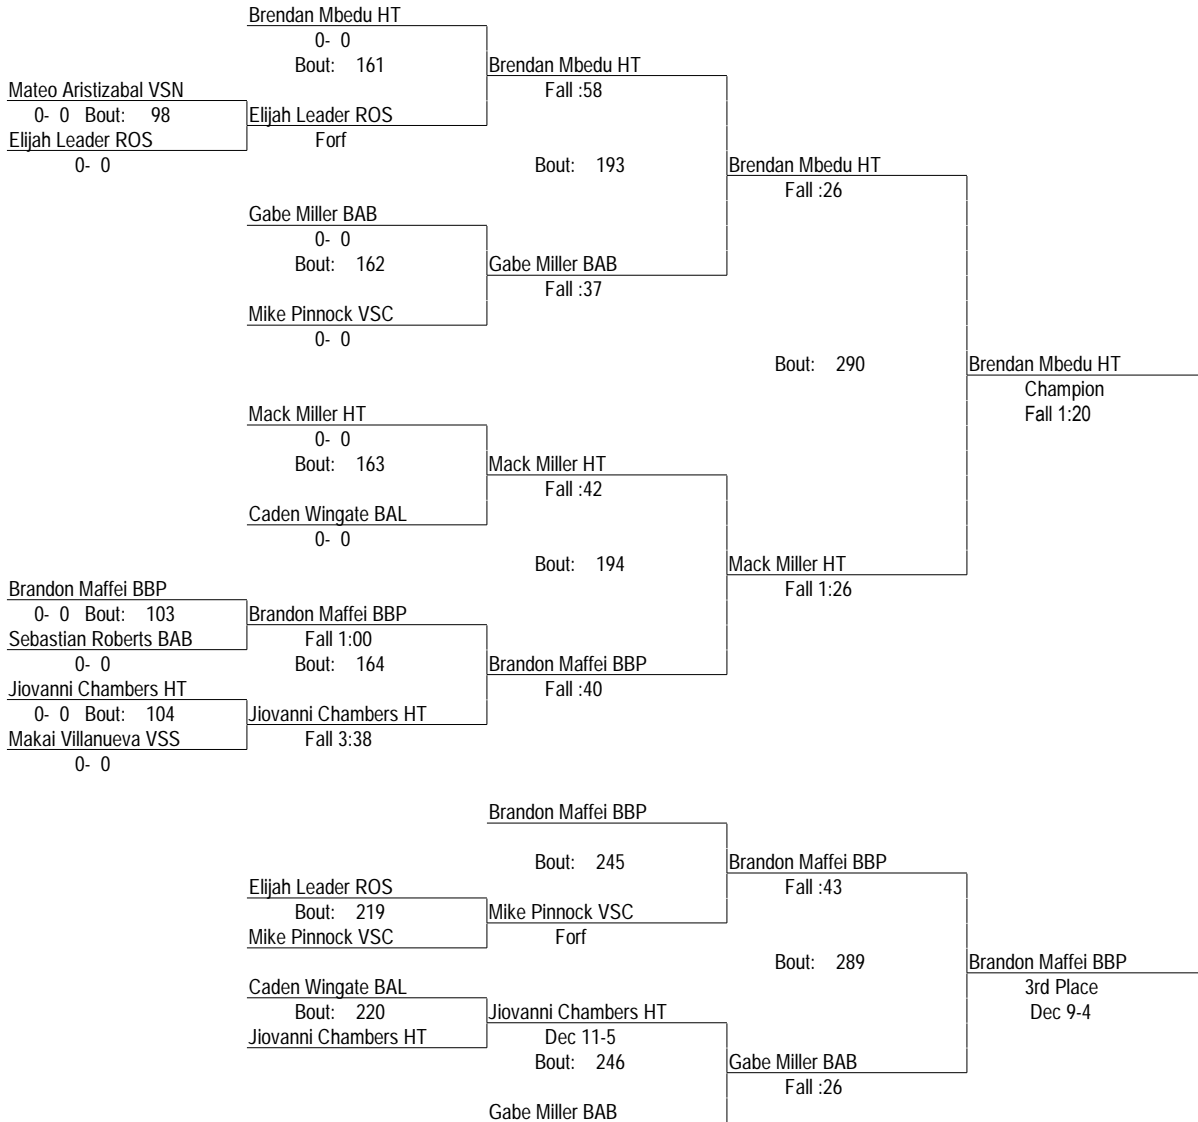 Brendan Mbedu HT
0- 0
Bout: 161
Brendan Mbedu HT
Fall :58
Mateo Aristizabal VSN
0- 0 Bout: 98
Elijah Leader ROS
Elijah Leader ROS
Forf
0- 0
Bout: 193
Brendan Mbedu HT
Fall :26
Gabe Miller BAB
0- 0
Bout: 162
Gabe Miller BAB
Fall :37
Mike Pinnock VSC
0- 0
Bout: 290
Brendan Mbedu HT
Champion
Fall 1:20
Mack Miller HT
0- 0
Bout: 163
Mack Miller HT
Fall :42
Caden Wingate BAL
0- 0
Bout: 194
Mack Miller HT
Fall 1:26
Brandon Maffei BBP
0- 0 Bout: 103
Brandon Maffei BBP
Sebastian Roberts BAB
Fall 1:00
0- 0
Bout: 164
Brandon Maffei BBP
Fall :40
Jiovanni Chambers HT
0- 0 Bout: 104
Jiovanni Chambers HT
Makai Villanueva VSS
Fall 3:38
0- 0
Brandon Maffei BBP
Bout: 245
Brandon Maffei BBP
Fall :43
Elijah Leader ROS
Bout: 219
Mike Pinnock VSC
Mike Pinnock VSC
Forf
Bout: 289
Brandon Maffei BBP
3rd Place
Dec 9-4
Caden Wingate BAL
Bout: 220
Jiovanni Chambers HT
Jiovanni Chambers HT
Dec 11-5
Bout: 246
Gabe Miller BAB
Fall :26
Gabe Miller BAB